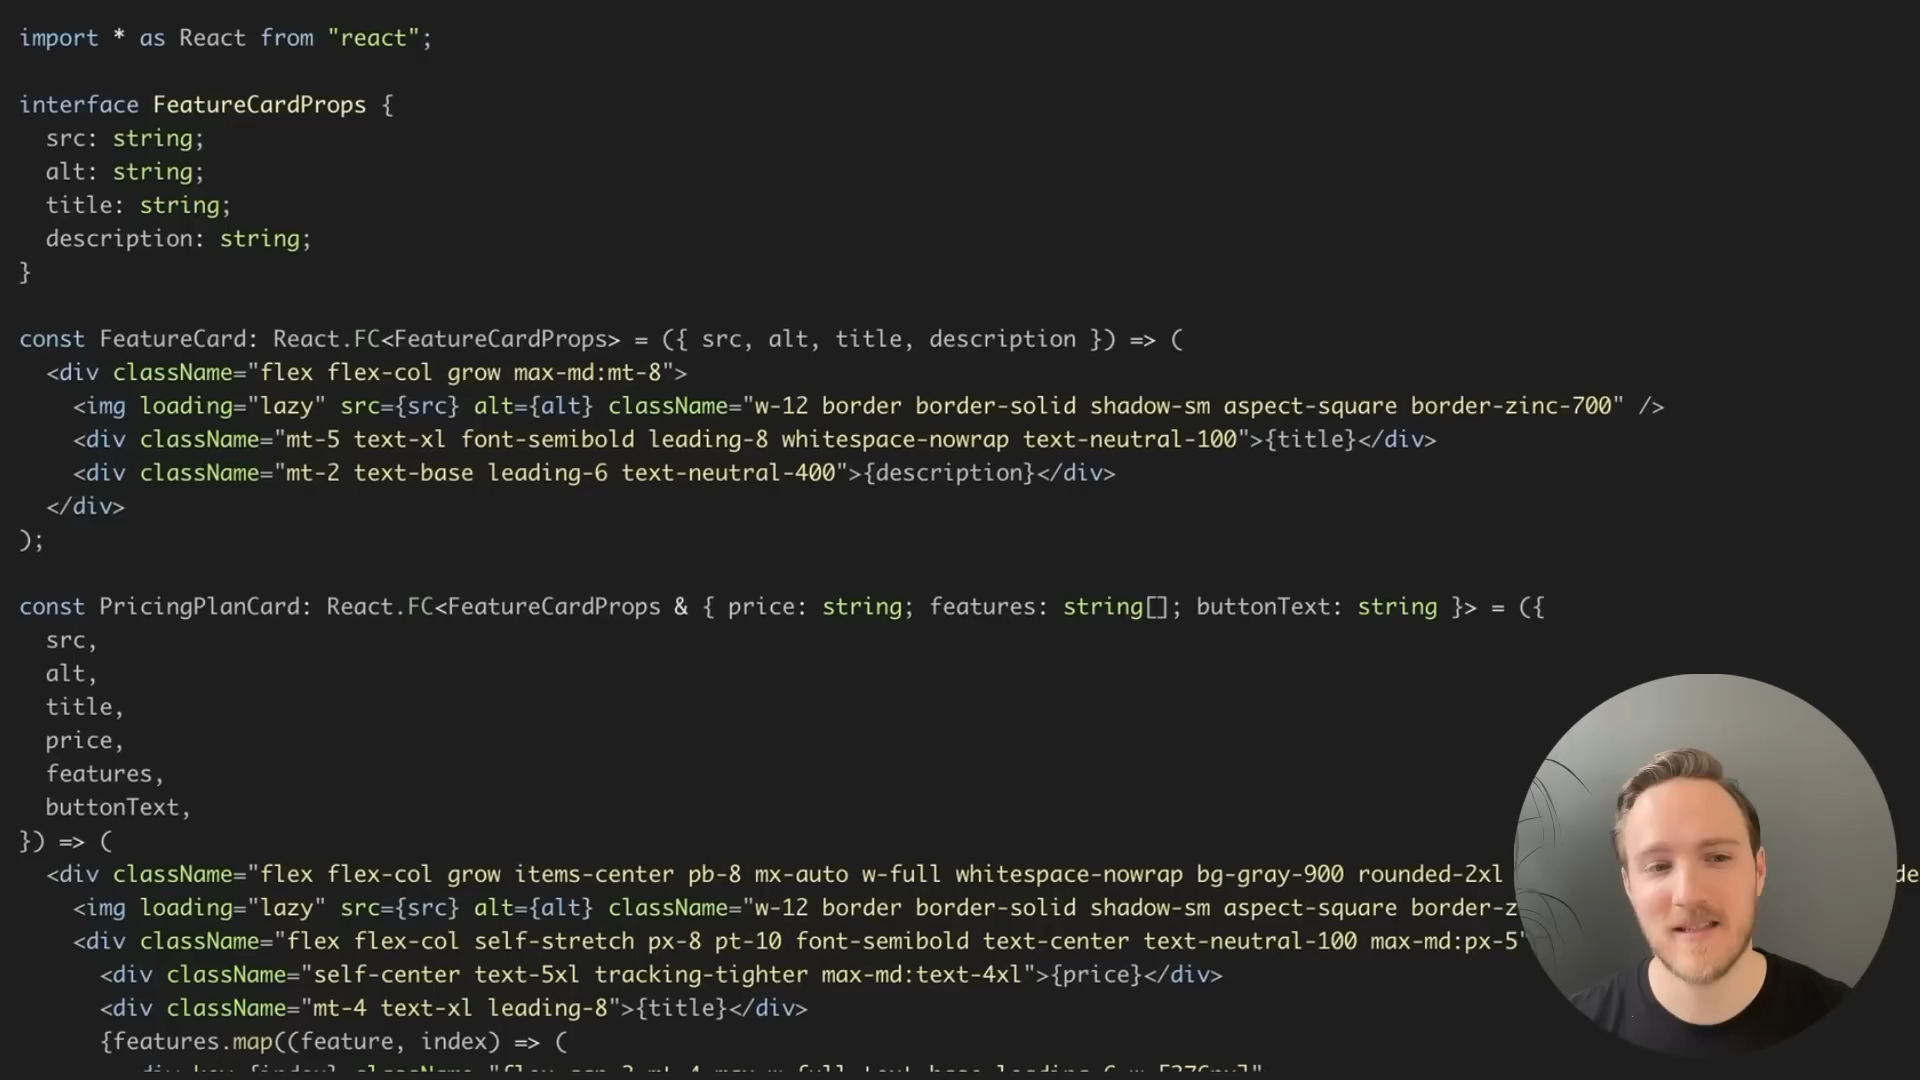 import * as React from "react";
interface FeatureCardProps {
src: string;
alt: string;
title: string;
description: string;
}
const FeatureCard: React.FC<FeatureCardProps> = ({ src, alt, title, description }) => (
<div className="flex flex-col grow max-md:mt-8">
<img loading="lazy" src={src} alt={alt} className="w-12 border border-solid shadow-sm aspect-square border-zinc-700" />
<div className="mt-5 text-xl font-semibold leading-8 whitespace-nowrap text-neutral-100">{title}</div>
<div className="mt-2 text-base leading-6 text-neutral-400">{description}</div>
</div>
);
const PricingPlanCard: React.FC<FeatureCardProps & { price: string; features: string[]; buttonText: string }> = ({
src,
alt,
title,
price,
features,
buttonText,
}) => (
<div className="flex flex-col grow items-center pb-8 mx-auto w-full whitespace-nowrap bg-gray-900 rounded-2xl
<img loading="lazy" src={src} alt={alt} className="w-12 border border-solid shadow-sm aspect-square border-z
<div className="flex flex-col self-stretch px-8 pt-10 font-semibold text-center text-neutral-100 max-md:px-5"
<div className="self-center text-5xl tracking-tighter max-md:text-4xl">{price}</div>
<div className="mt-4 text-xl leading-8">{title}</div>
{features.map((feature, index) => (